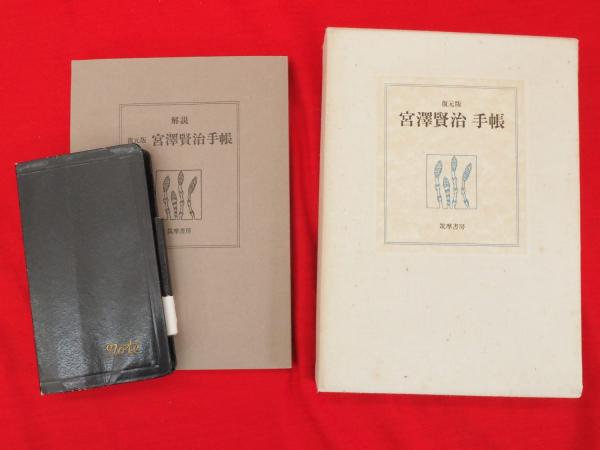 解説
復元版 宮澤賢治手帳
筑摩書房
note
復元版
宮澤賢治 手帳
筑摩書房